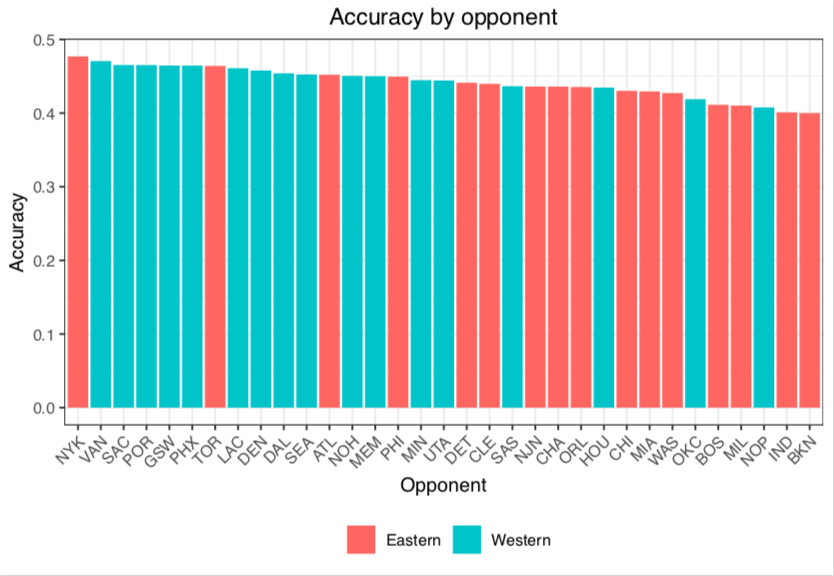 Accuracy by opponent
0.5
0.4
0.3
0.2
0.1
0.0
Accuracy
NYK VAN SAC POR GSW PHX TOR LAC DEN DAL SEA ATL NOH MEM PHI MIN UTA DET CLE SAS NJN CHA ORL HOU CHI MIA WAS OKC BOS MIL NOP IND BKN
Opponent
Eastern Western